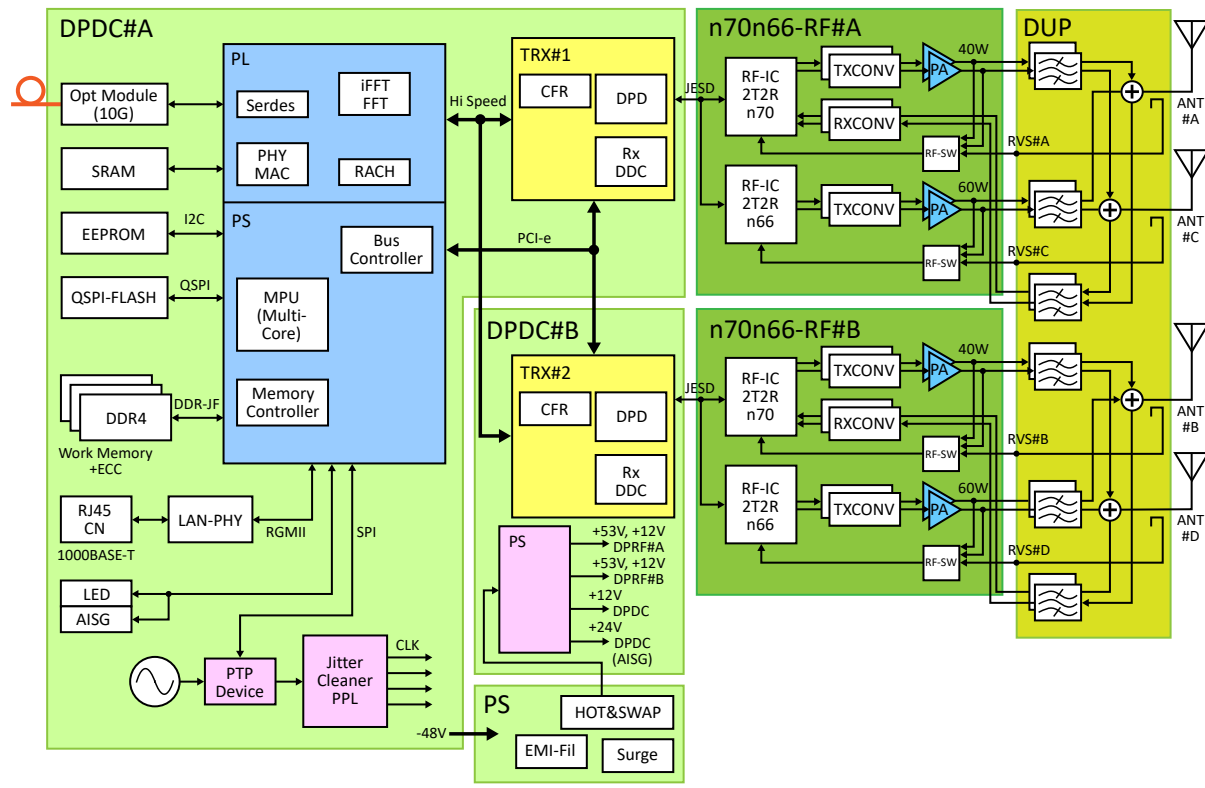 DPDC#A
PL
Serdes
iFFT
FFT
PHY
MAC
RACH
Opt Module
(10G)
SRAM
EEPROM
I2C
QSPI-FLASH
QSPI
PS
Bus
Controller
MPU
(Multi-
Core)
Memory
Controller
DDR4
DDR-JF
Work Memory
+ECC
RJ45
CN
1000BASE-T
LAN-PHY
RGMII
SPI
LED
AISG
PTP
Device
Jitter
Cleaner
PPL
CLK
Hi Speed
PCI-e
TRX#1
CFR
DPD
Rx
DDC
JESD
DPDC#B
TRX#2
CFR
DPD
Rx
DDC
JESD
PS
+53V, +12V
DPRF#A
+53V, +12V
DPRF#B
+12V
DPDC
+24V
DPDC
(AISG)
-48V
PS
HOT&SWAP
EMI-Fil
Surge
n70n66-RF#A
RF-IC
2T2R
n70
TXCONV
PA
40W
RXCONV
RF-SW
RVS#A
RF-IC
2T2R
n66
TXCONV
PA
60W
RF-SW
RVS#C
n70n66-RF#B
RF-IC
2T2R
n70
TXCONV
PA
40W
RXCONV
RF-SW
RVS#B
RF-IC
2T2R
n66
TXCONV
PA
60W
RF-SW
RVS#D
DUP
ANT
#A
ANT
#C
ANT
#B
ANT
#D